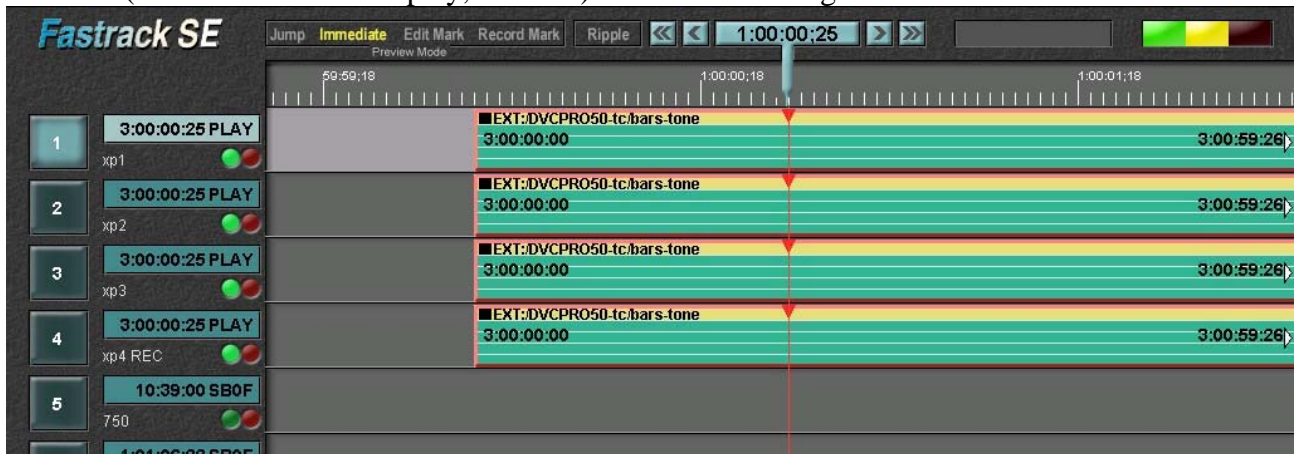 Fastrack SE
Jump Immediate Edit Mark Record Mark Ripple 1:00:00;25
Preview Mode
59:59;18 1:00:00;18 1:00:01;18
1 3:00:00:25 PLAY
xp1
EXT:/DVCPRO50-tc/bars-tone
3:00:00:00 3:00:59:26
2 3:00:00:25 PLAY
xp2
EXT:/DVCPRO50-tc/bars-tone
3:00:00:00 3:00:59:26
3 3:00:00:25 PLAY
xp3
EXT:/DVCPRO50-tc/bars-tone
3:00:00:00 3:00:59:26
4 3:00:00:25 PLAY
xp4 REC
EXT:/DVCPRO50-tc/bars-tone
3:00:00:00 3:00:59:26
5 10:39:00 SB0F
750